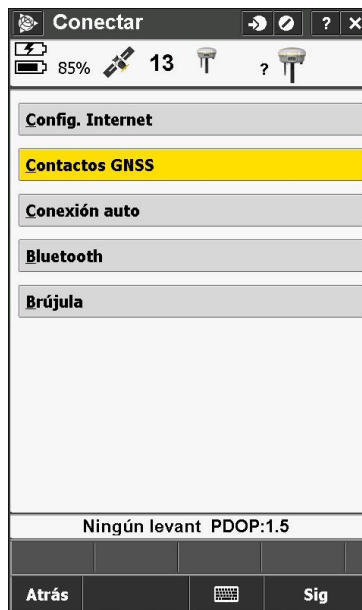 Conectar ? X
85% 13 ?
Config. Internet
Contactos GNSS
Conexión auto
Bluetooth
Brújula
Ningún levant PDOP:1.5
Atrás Sig